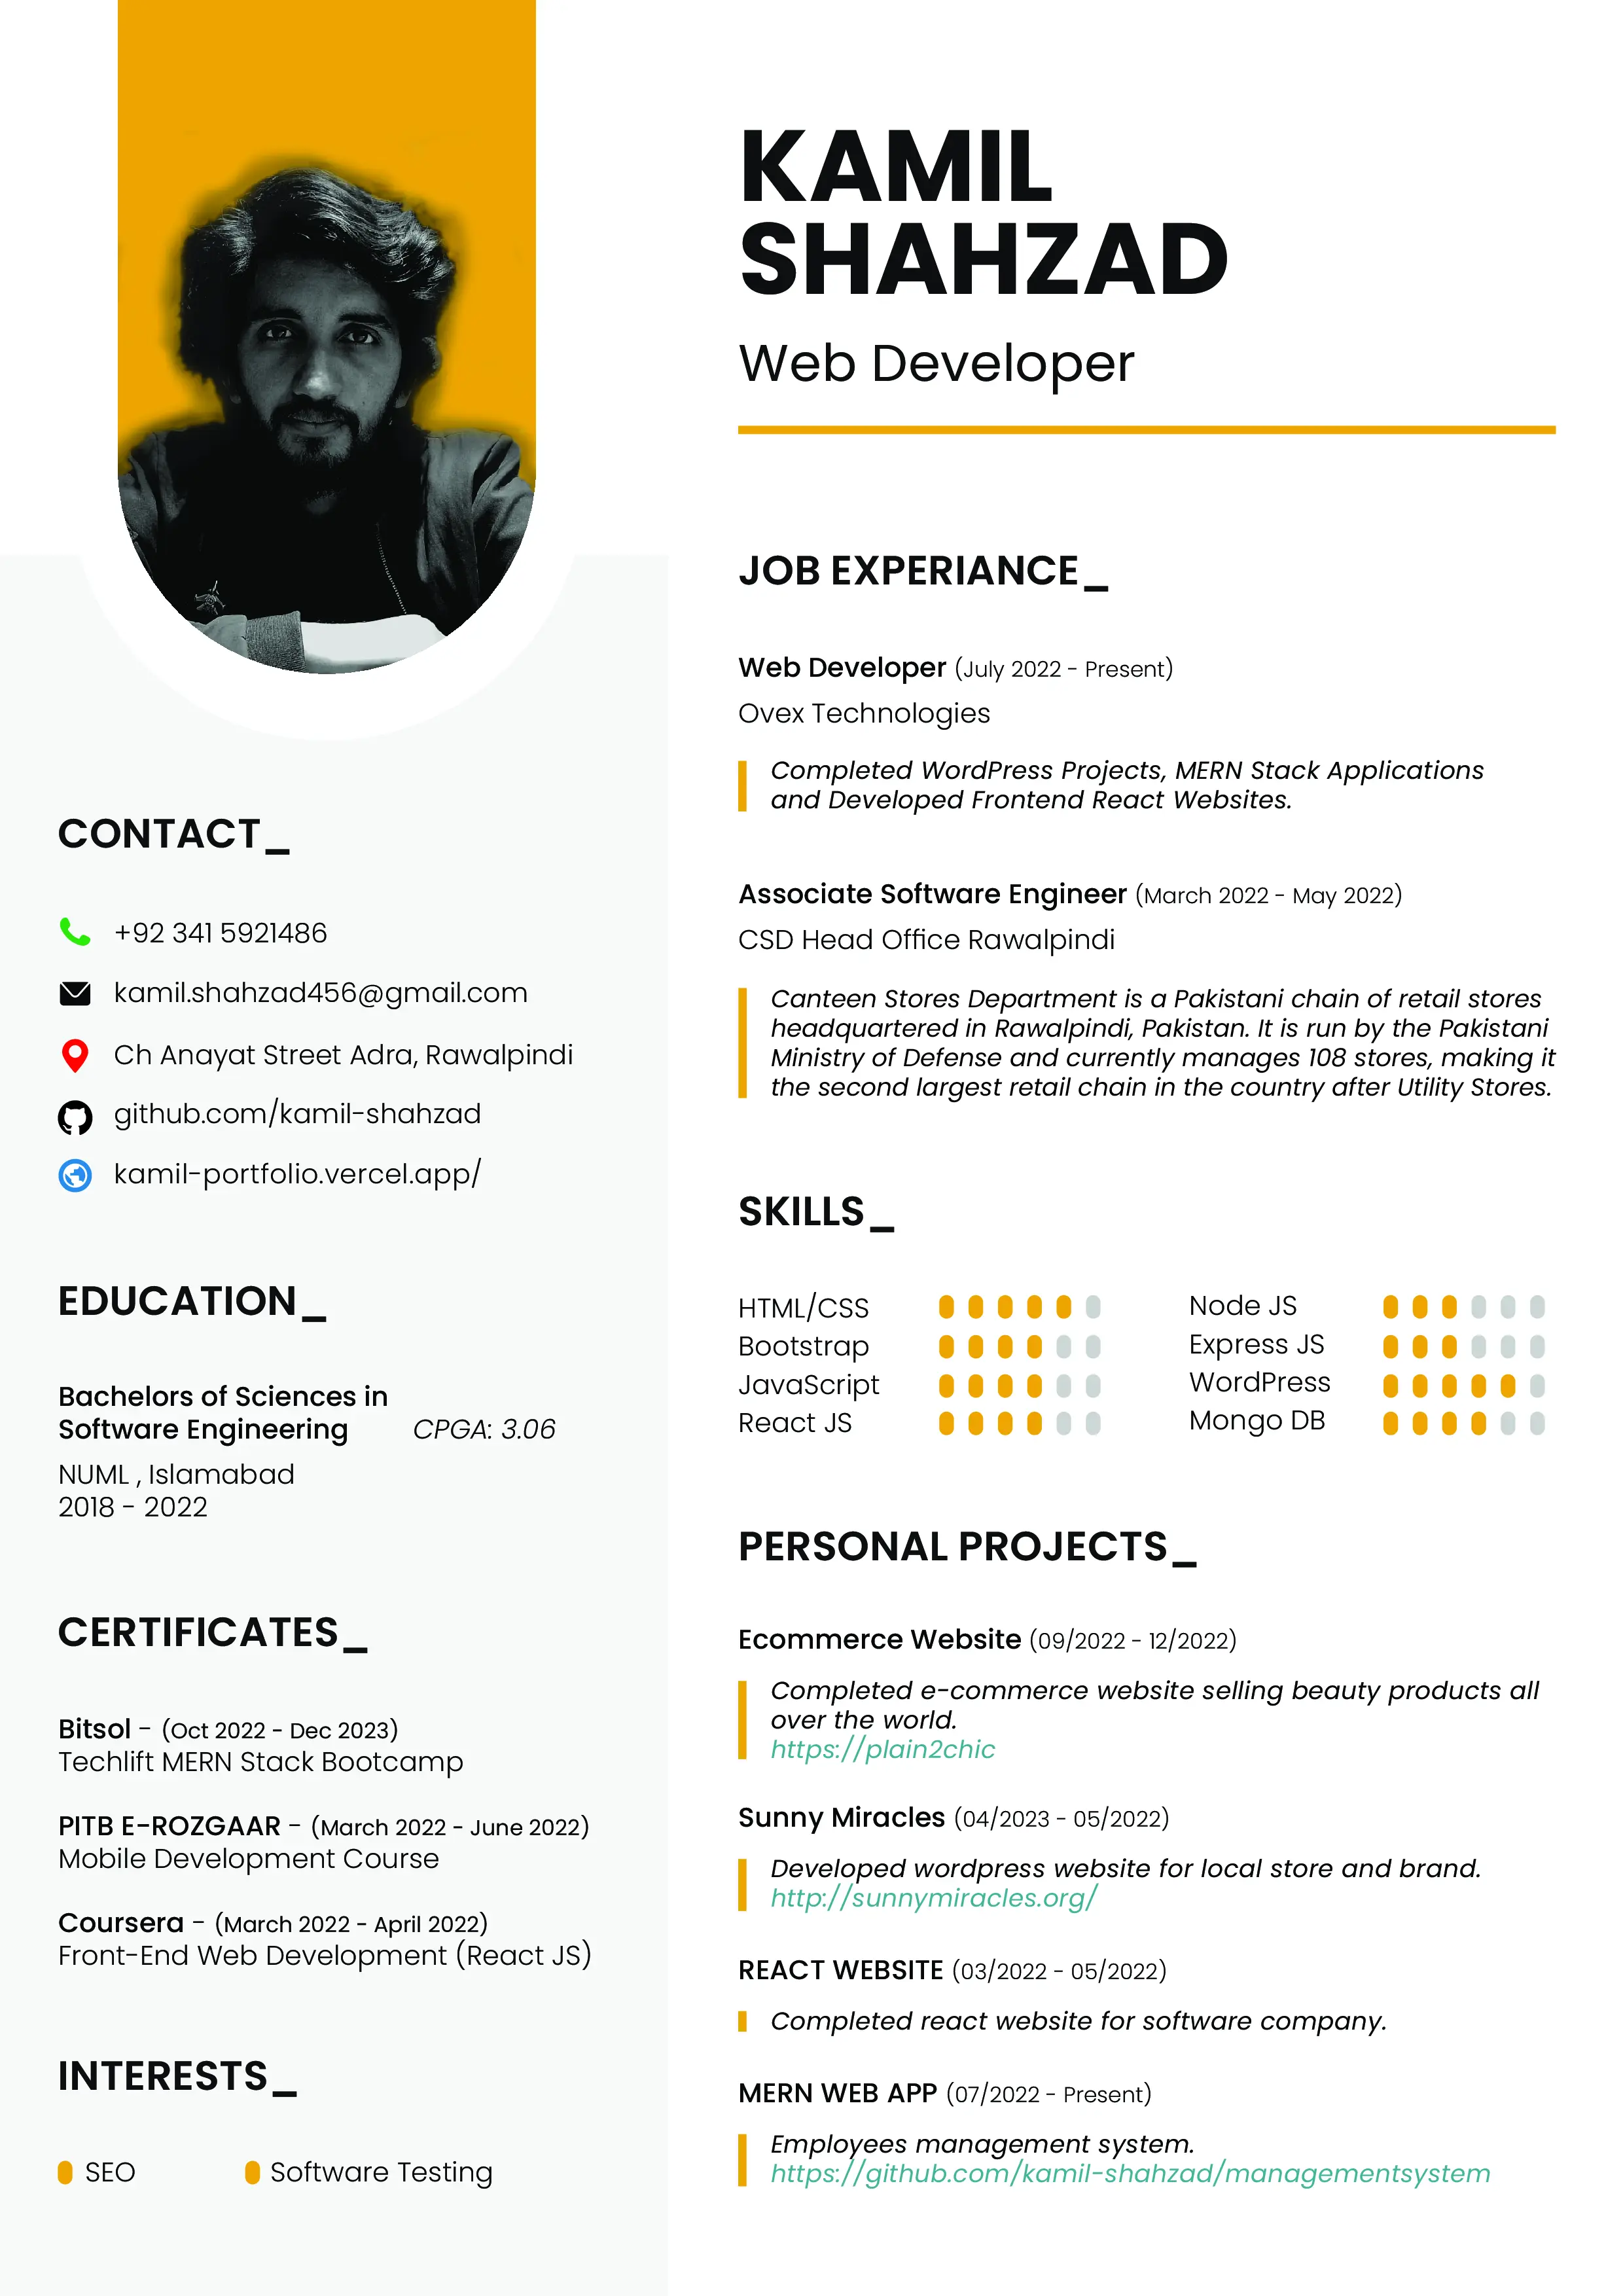 KAMIL
SHAHZAD
Web Developer
CONTACT_
+92 341 5921486
kamil.shahzad456@gmail.com
Ch Anayat Street Adra, Rawalpindi
github.com/kamil-shahzad
kamil-portfolio.vercel.app/
EDUCATION_
Bachelors of Sciences in
Software Engineering CPGA: 3.06
NUML , Islamabad
2018 - 2022
CERTIFICATES_
Bitsol - (Oct 2022 - Dec 2023)
Techlift MERN Stack Bootcamp
PITB E-ROZGAAR - (March 2022 - June 2022)
Mobile Development Course
Coursera - (March 2022 - April 2022)
Front-End Web Development (React JS)
INTERESTS_
SEO
Software Testing
JOB EXPERIANCE_
Web Developer (July 2022 - Present)
Ovex Technologies
Completed WordPress Projects, MERN Stack Applications
and Developed Frontend React Websites.
Associate Software Engineer (March 2022 - May 2022)
CSD Head Office Rawalpindi
Canteen Stores Department is a Pakistani chain of retail stores
headquartered in Rawalpindi, Pakistan. It is run by the Pakistani
Ministry of Defense and currently manages 108 stores, making it
the second largest retail chain in the country after Utility Stores.
SKILLS_
HTML/CSS
Bootstrap
JavaScript
React JS
Node JS
Express JS
WordPress
Mongo DB
PERSONAL PROJECTS_
Ecommerce Website (09/2022 - 12/2022)
Completed e-commerce website selling beauty products all
over the world.
https://plain2chic
Sunny Miracles (04/2023 - 05/2022)
Developed wordpress website for local store and brand.
http://sunnymiracles.org/
REACT WEBSITE (03/2022 - 05/2022)
Completed react website for software company.
MERN WEB APP (07/2022 - Present)
Employees management system.
https://github.com/kamil-shahzad/managementsystem